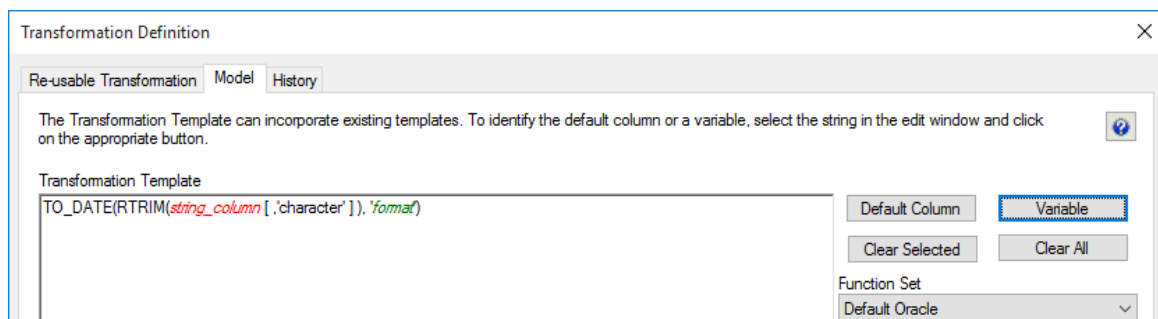 Transformation Definition
Re-usable Transformation Model History
The Transformation Template can incorporate existing templates. To identify the default column or a variable, select the string in the edit window and click
on the appropriate button.
Transformation Template
TO_DATE(RTRIM(string_column [ ,'character' ] ), 'format')
Default Column Variable
Clear Selected Clear All
Function Set
Default Oracle